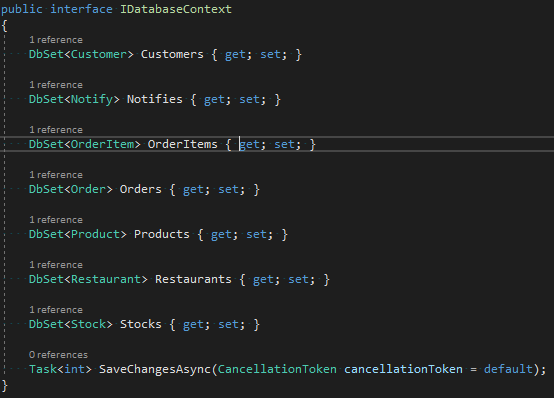 public interface IDatabaseContext
{
1 reference
DbSet<Customer> Customers { get; set; }
1 reference
DbSet<Notify> Notifies { get; set; }
1 reference
DbSet<OrderItem> OrderItems { get; set; }
1 reference
DbSet<Order> Orders { get; set; }
1 reference
DbSet<Product> Products { get; set; }
1 reference
DbSet<Restaurant> Restaurants { get; set; }
1 reference
DbSet<Stock> Stocks { get; set; }
0 references
Task<int> SaveChangesAsync(CancellationToken cancellationToken = default);
}